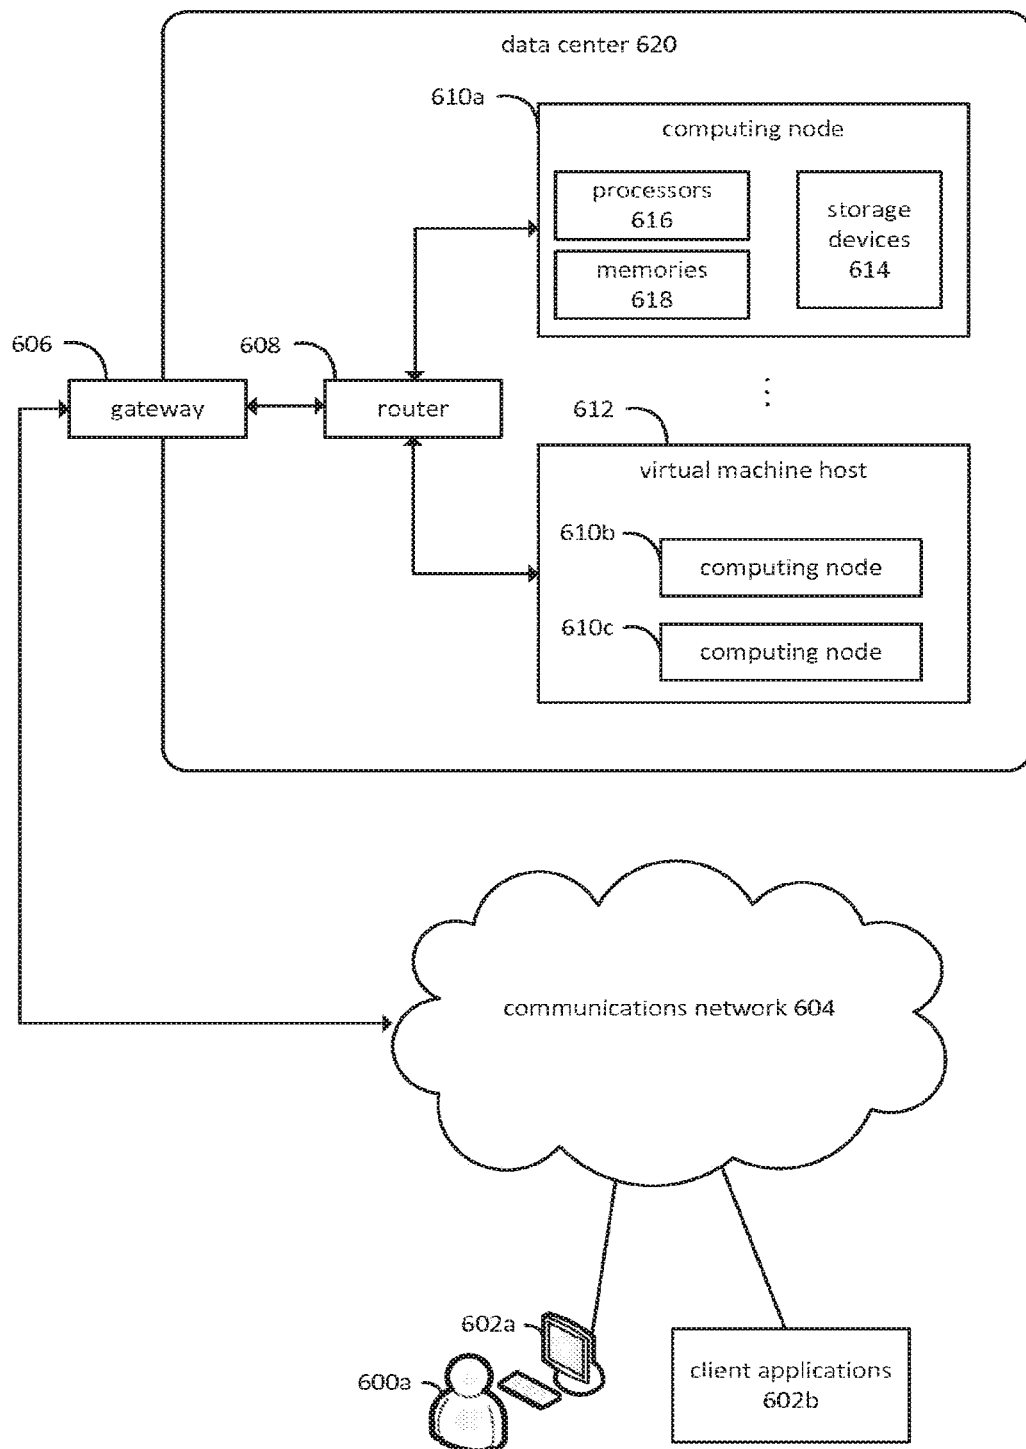 data center 620
610a
computing node
processors
616
memories
618
storage
devices
614
606
gateway
608
router
612
virtual machine host
610b
computing node
610c
computing node
communications network 604
602a
600a
client applications
602b